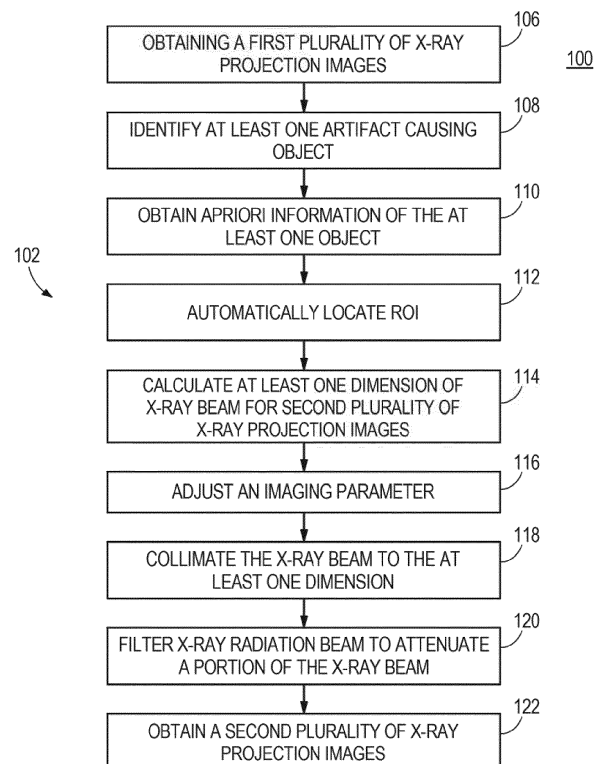 106
OBTAINING A FIRST PLURALITY OF X-RAY
PROJECTION IMAGES
100
108
IDENTIFY AT LEAST ONE ARTIFACT CAUSING
OBJECT
110
OBTAIN APRIORI INFORMATION OF THE AT
LEAST ONE OBJECT
102
112
AUTOMATICALLY LOCATE ROI
114
CALCULATE AT LEAST ONE DIMENSION OF
X-RAY BEAM FOR SECOND PLURALITY OF
X-RAY PROJECTION IMAGES
116
ADJUST AN IMAGING PARAMETER
118
COLLIMATE THE X-RAY BEAM TO THE AT
LEAST ONE DIMENSION
120
FILTER X-RAY RADIATION BEAM TO ATTENUATE
A PORTION OF THE X-RAY BEAM
122
OBTAIN A SECOND PLURALITY OF X-RAY
PROJECTION IMAGES